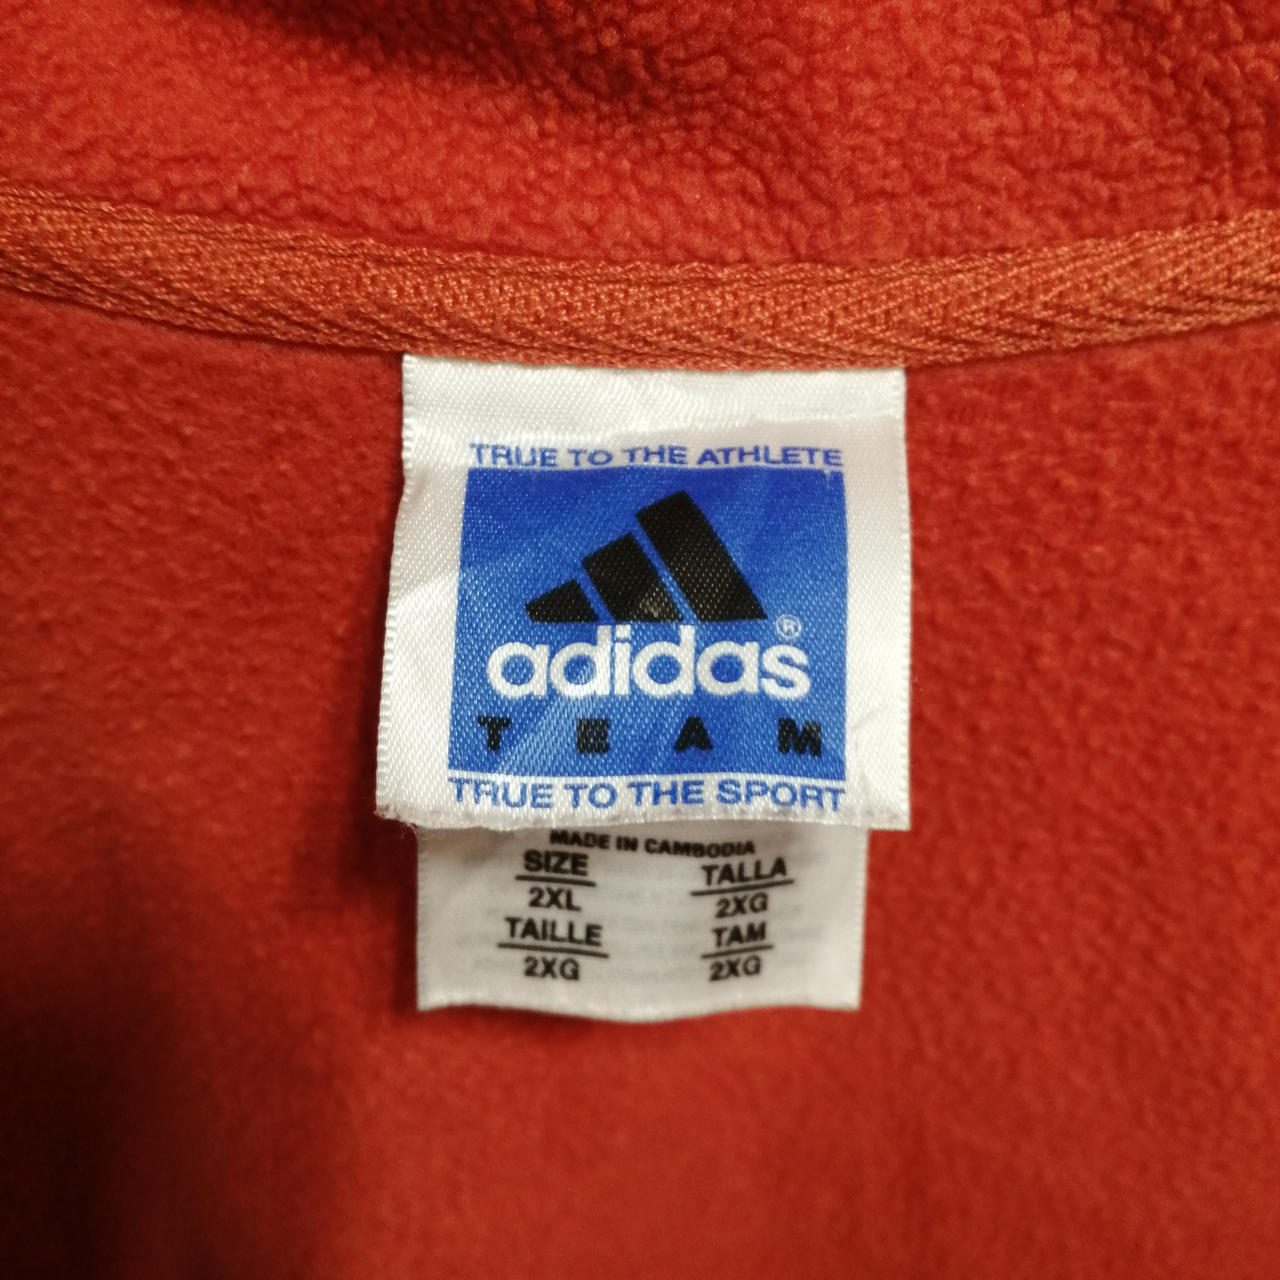 TRUE TO THE ATHLETE
adidas®
TEAM
TRUE TO THE SPORT
MADE IN CAMBODIA
SIZE TALLA
2XL 2XG
TAILLE TAM
2XG 2XG